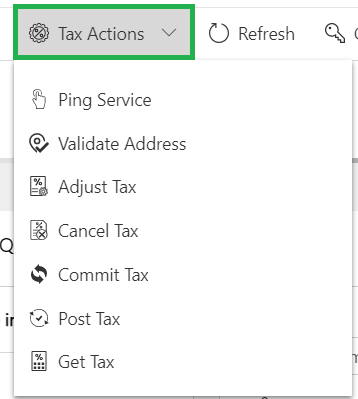 Tax Actions Refresh
Ping Service
Validate Address
Adjust Tax
Q
Cancel Tax
Commit Tax
Post Tax
Get Tax